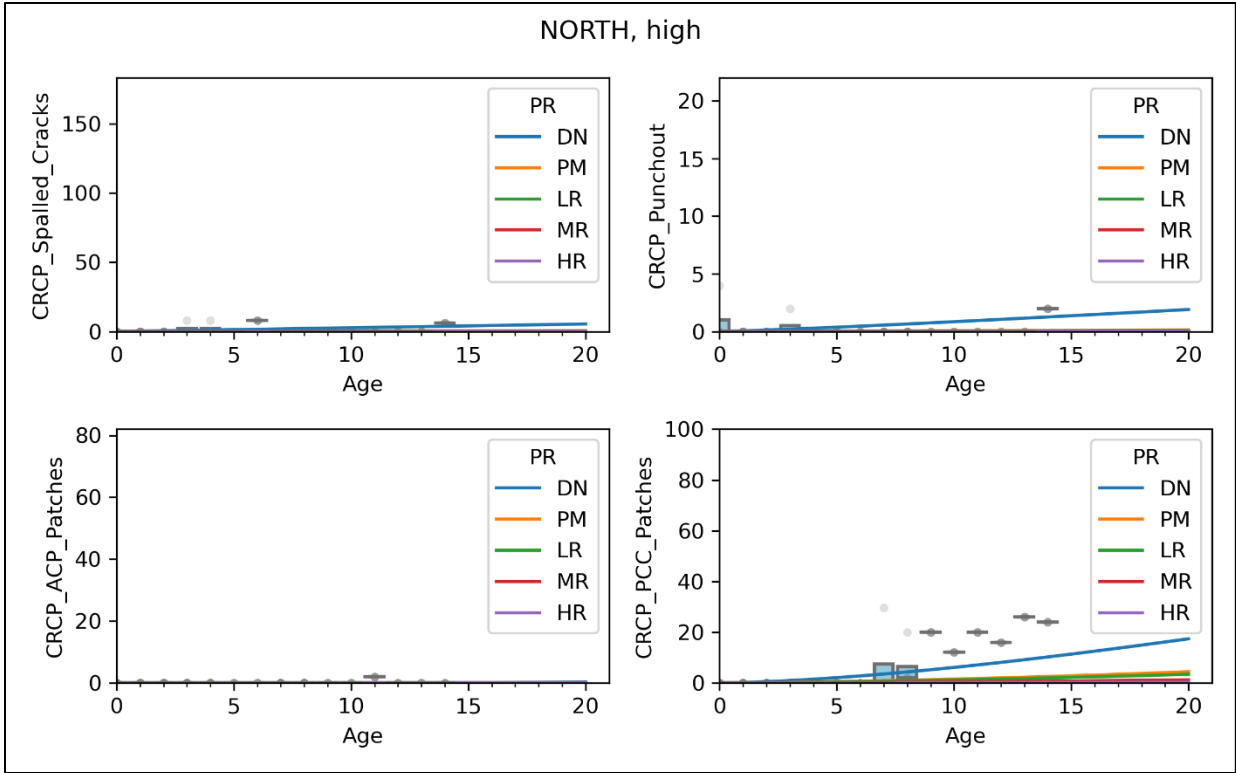 NORTH, high
CRCP_Spalled_Cracks
150
100
50
0
0 5 10 15 20
Age
PR
DN
PM
LR
MR
HR
CRCP_Punchout
20
15
10
5
0
0 5 10 15 20
Age
PR
DN
PM
LR
MR
HR
CRCP_ACP_Patches
80
60
40
20
0
0 5 10 15 20
Age
PR
DN
PM
LR
MR
HR
CRCP_PCC_Patches
100
80
60
40
20
0
0 5 10 15 20
Age
PR
DN
PM
LR
MR
HR